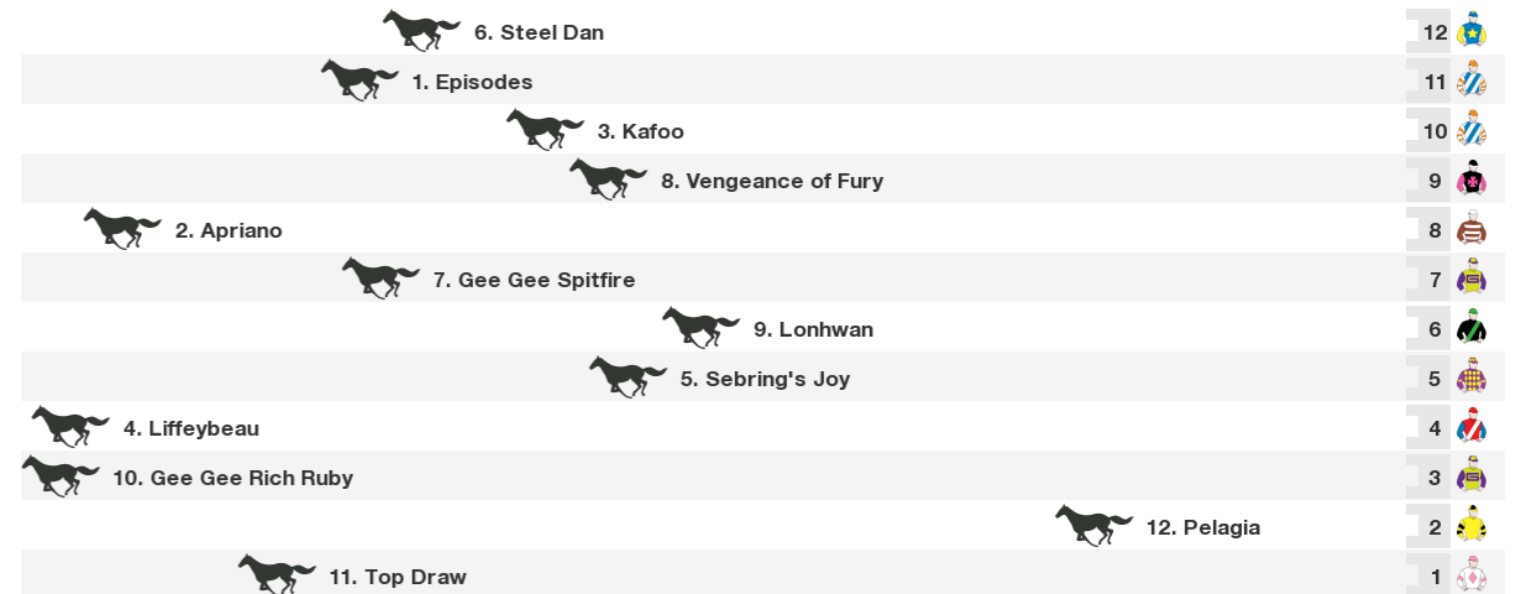 6. Steel Dan 12
1. Episodes 11
3. Kafoo 10
8. Vengeance of Fury 9
2. Apriano 8
7. Gee Gee Spitfire 7
9. Lonhwan 6
5. Sebring's Joy 5
4. Liffeybeau 4
10. Gee Gee Rich Ruby 3
12. Pelagia 2
11. Top Draw 1